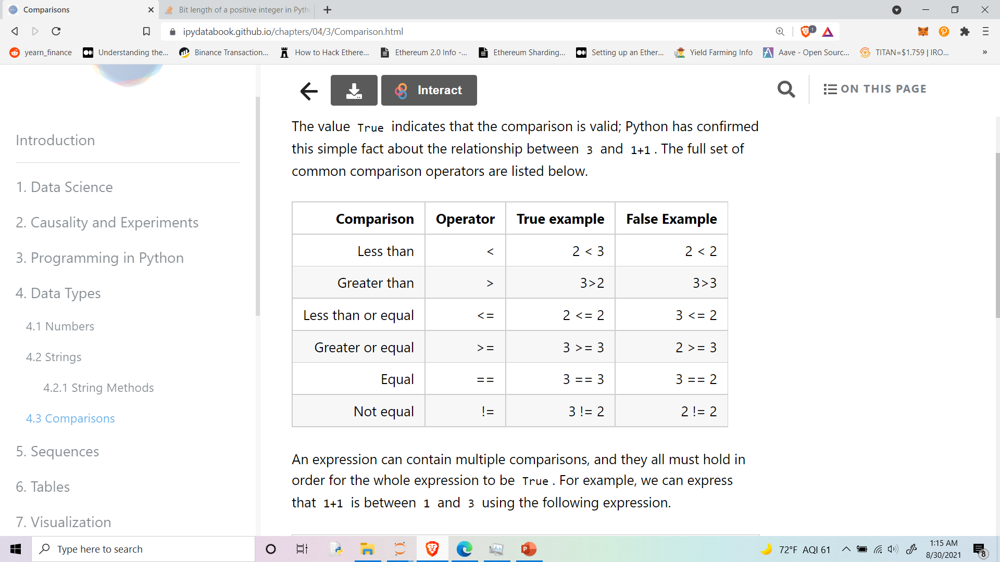 Comparisons
Bit length of a positive integer in Pyth
ipydatabook.github.io/chapters/04/3/Comparison.html
1
yearn_finance
Understanding the...
Binance Transaction...
How to Hack Ethere...
Ethereum 2.0 Info -...
Ethereum Sharding...
Setting up an Ether...
Yield Farming Info
Aave - Open Sourc...
TITAN=$1.759 | IRO...
»
Interact
ON THIS PAGE
Introduction
1. Data Science
2. Causality and Experiments
3. Programming in Python
4. Data Types
4.1 Numbers
4.2 Strings
4.2.1 String Methods
4.3 Comparisons
5. Sequences
6. Tables
7. Visualization
The value True indicates that the comparison is valid; Python has confirmed
this simple fact about the relationship between 3 and 1+1 . The full set of
common comparison operators are listed below.
Comparison Operator True example False Example
Less than < 2 < 3 2 < 2
Greater than > 3>2 3>3
Less than or equal <= 2 <= 2 3 <= 2
Greater or equal >= 3 >= 3 2 >= 3
Equal == 3 == 3 3 == 2
Not equal != 3 != 2 2 != 2
An expression can contain multiple comparisons, and they all must hold in
order for the whole expression to be True . For example, we can express
that 1+1 is between 1 and 3 using the following expression.
Type here to search
72°F AQI 61
1:15 AM
8/30/2021
8